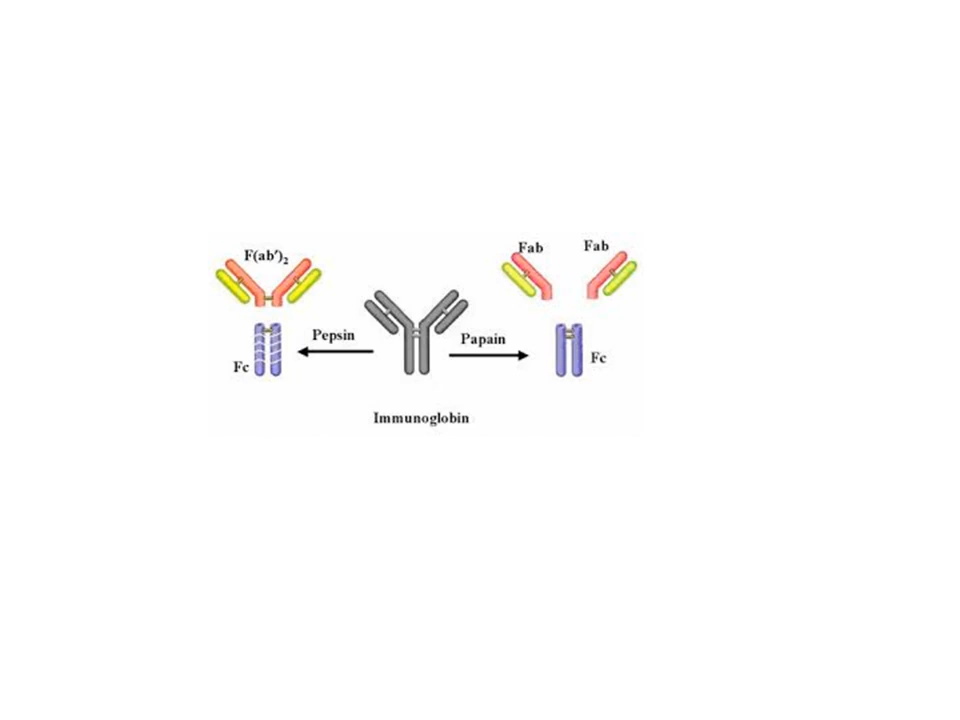 F(ab′)₂
Fab
Fab
Pepsin
Papain
Fc
Fc
Immunoglobin